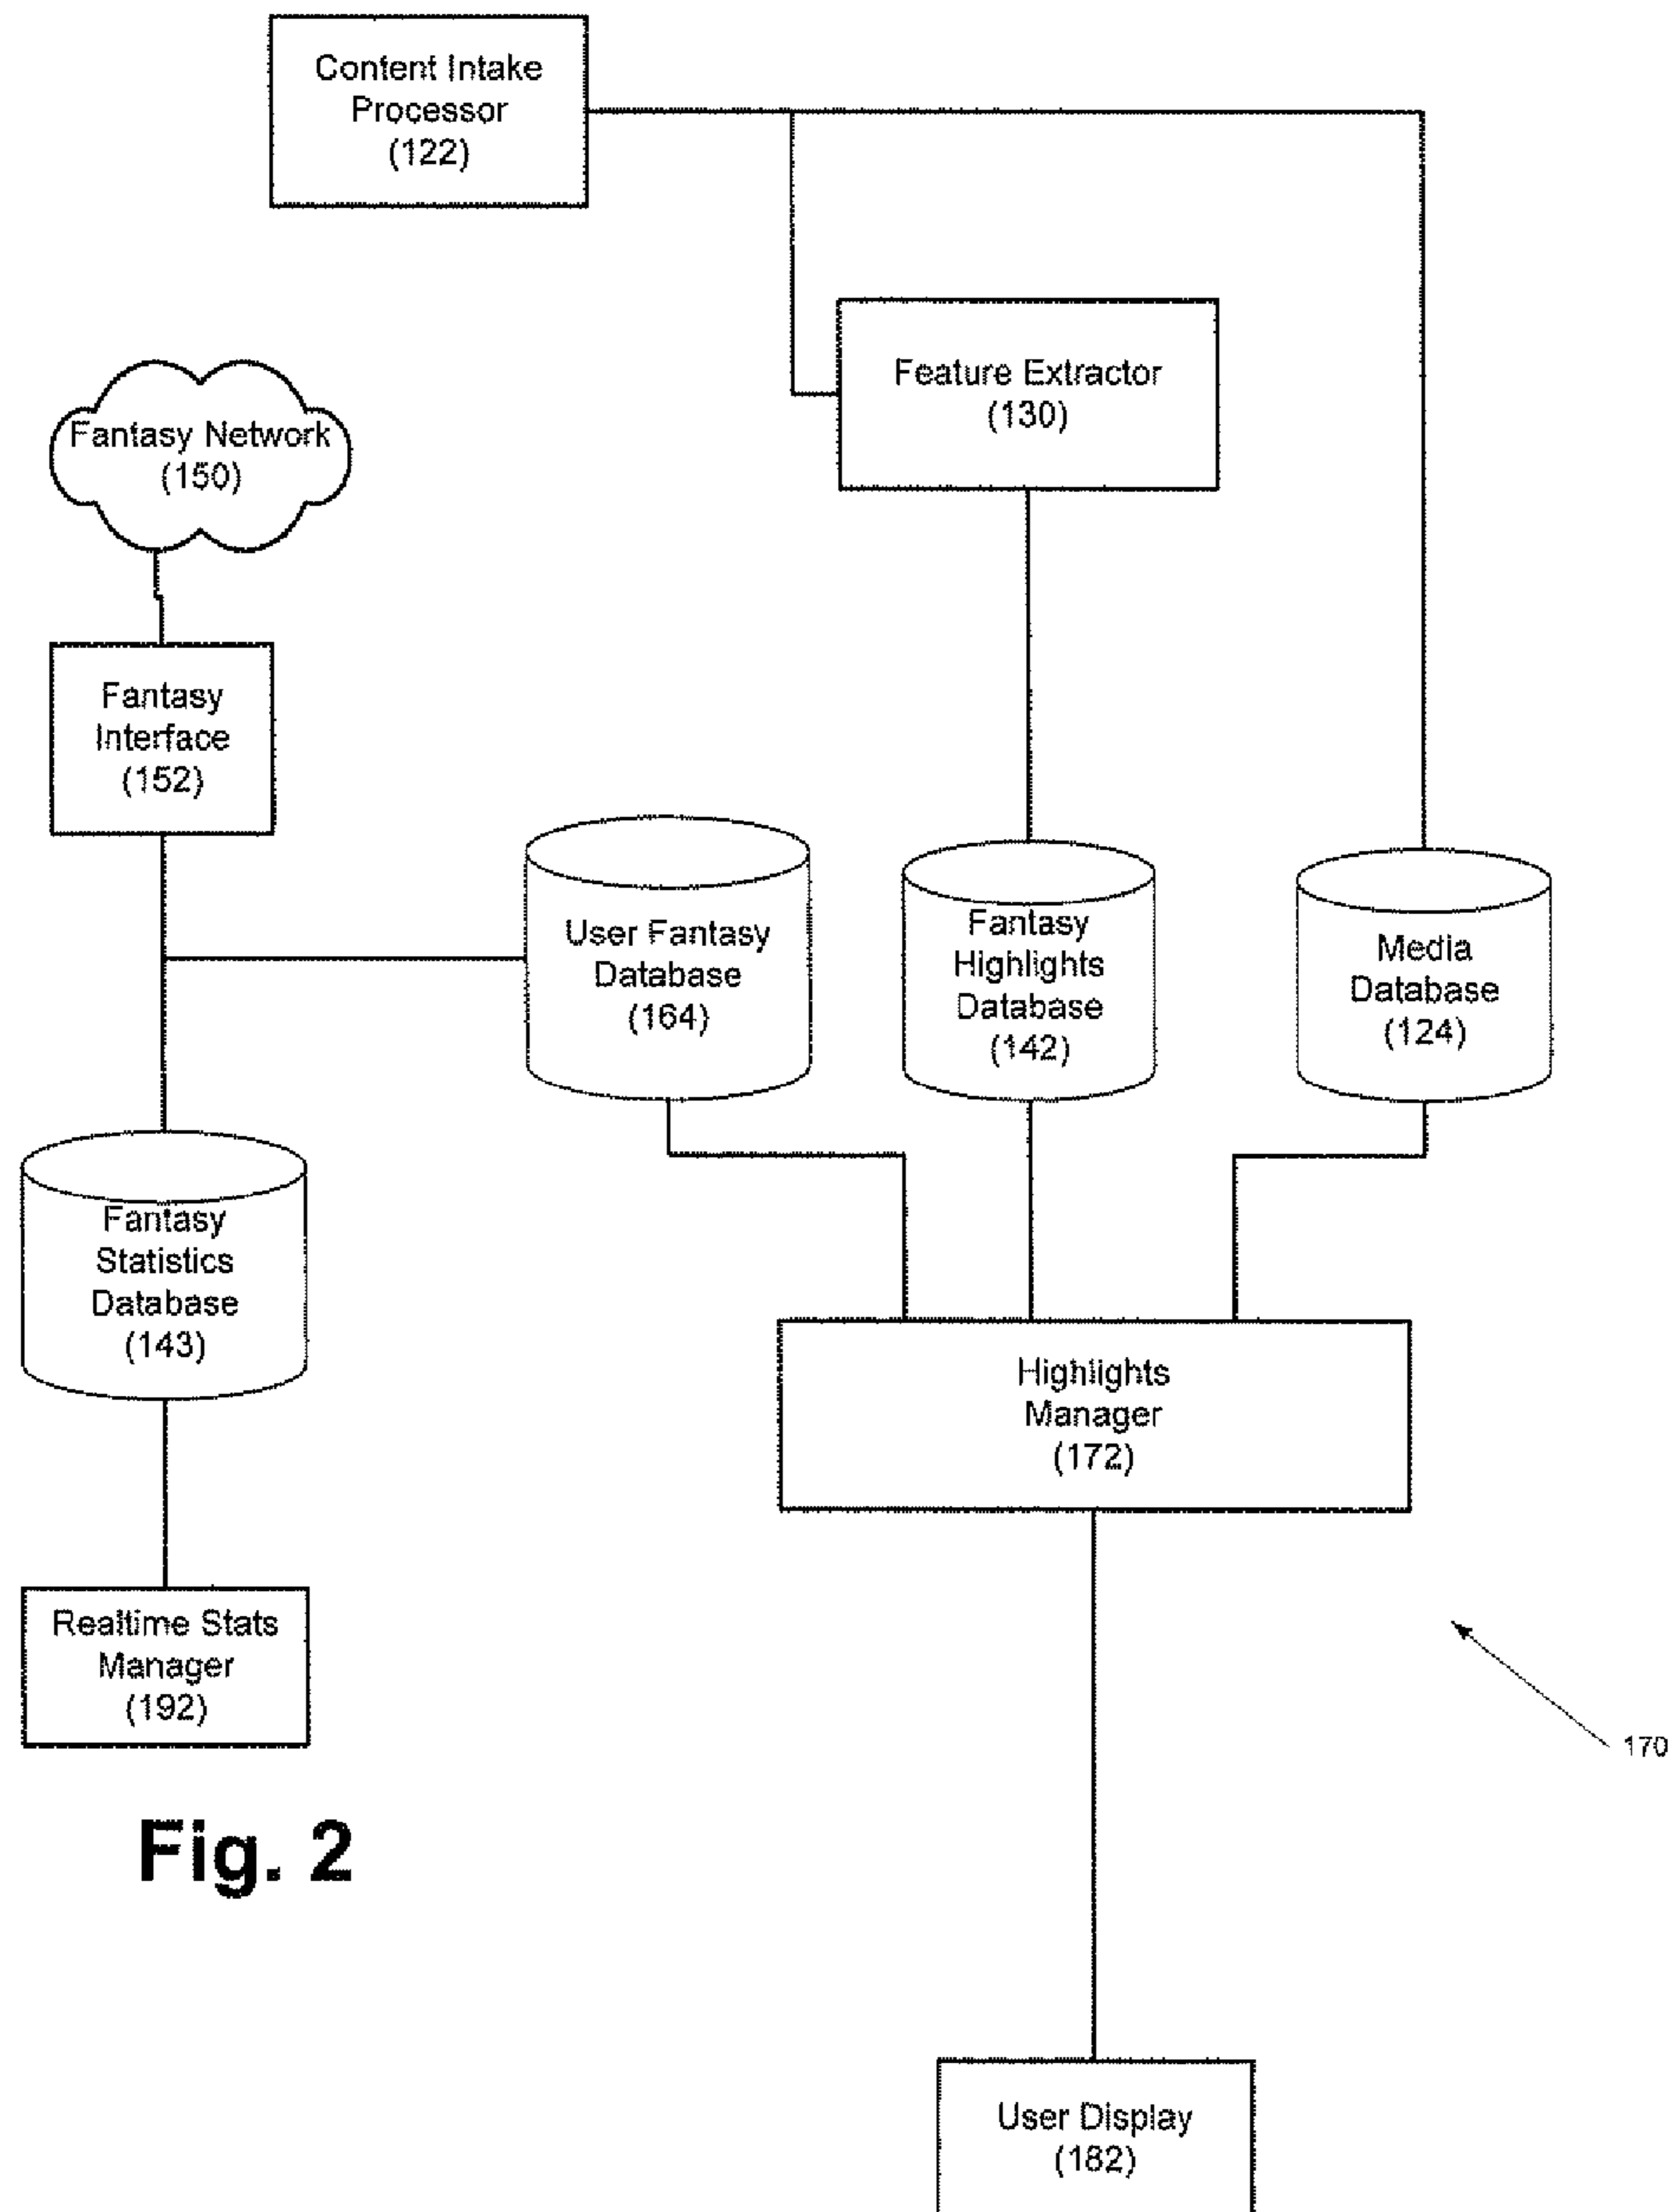 Content Intake
Processor
(122)
Feature Extractor
(130)
Fantasy Network
(150)
Fantasy
Interface
(152)
User Fantasy
Database
(164)
Fantasy
Highlights
Database
(142)
Media
Database
(124)
Fantasy
Statistics
Database
(143)
Highlights
Manager
(172)
Realtime Stats
Manager
(192)
170
Fig. 2
User Display
(182)